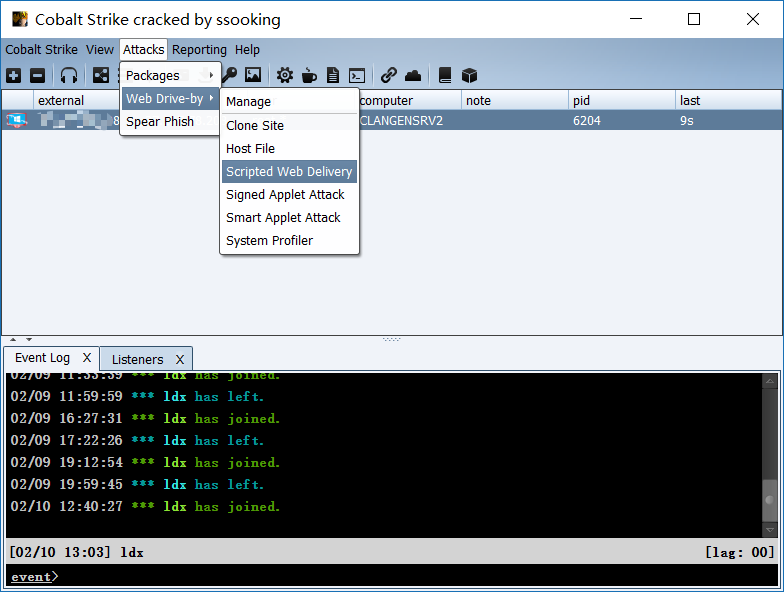 Cobalt Strike cracked by ssooking
Cobalt Strike View Attacks Reporting Help
Packages
Web Drive-by
Spear Phish
Manage
Clone Site
Host File
Scripted Web Delivery
Signed Applet Attack
Smart Applet Attack
System Profiler
external computer note pid last
8 CLANGENSRV2 6204 9s
Event Log X Listeners X
02/09 11:33:39 *** ldx has joined.
02/09 11:59:59 *** ldx has left.
02/09 16:27:31 *** ldx has joined.
02/09 17:22:26 *** ldx has left.
02/09 19:12:54 *** ldx has joined.
02/09 19:59:45 *** ldx has left.
02/10 12:40:27 *** ldx has joined.
[02/10 13:03] ldx [lag: 00]
event>